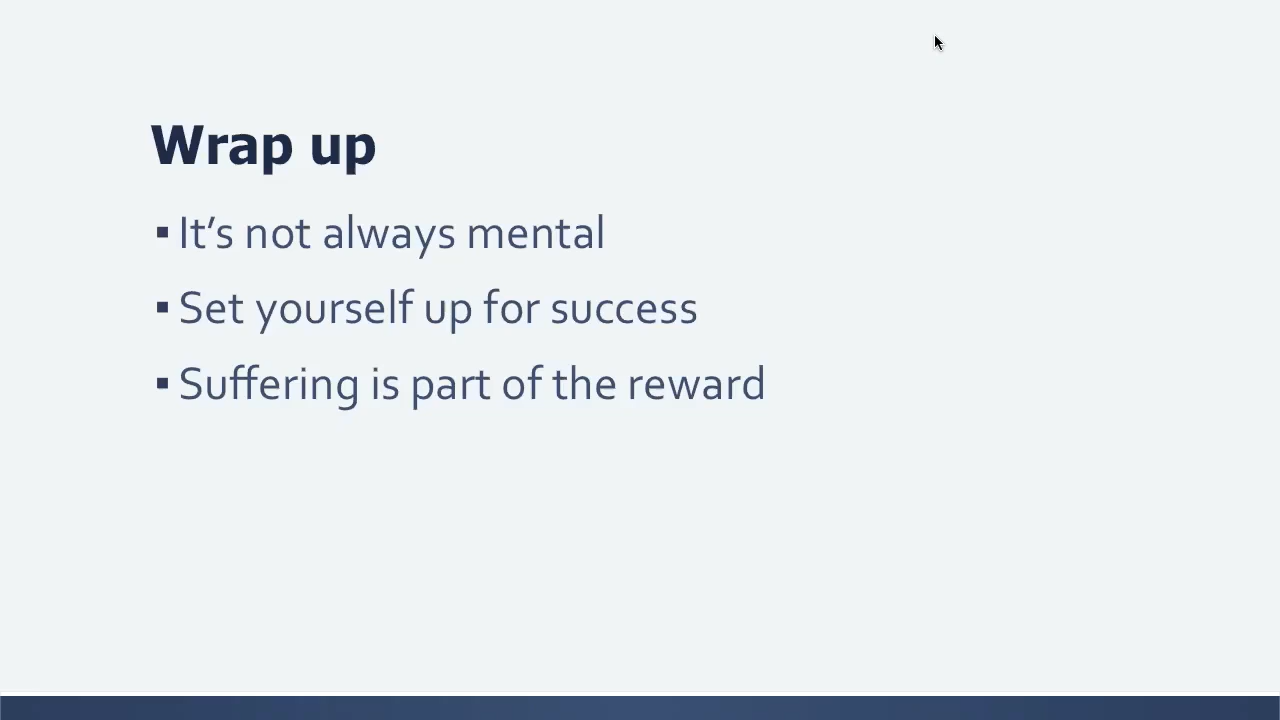 Wrap up
▪ It’s not always mental
▪ Set yourself up for success
▪ Suffering is part of the reward